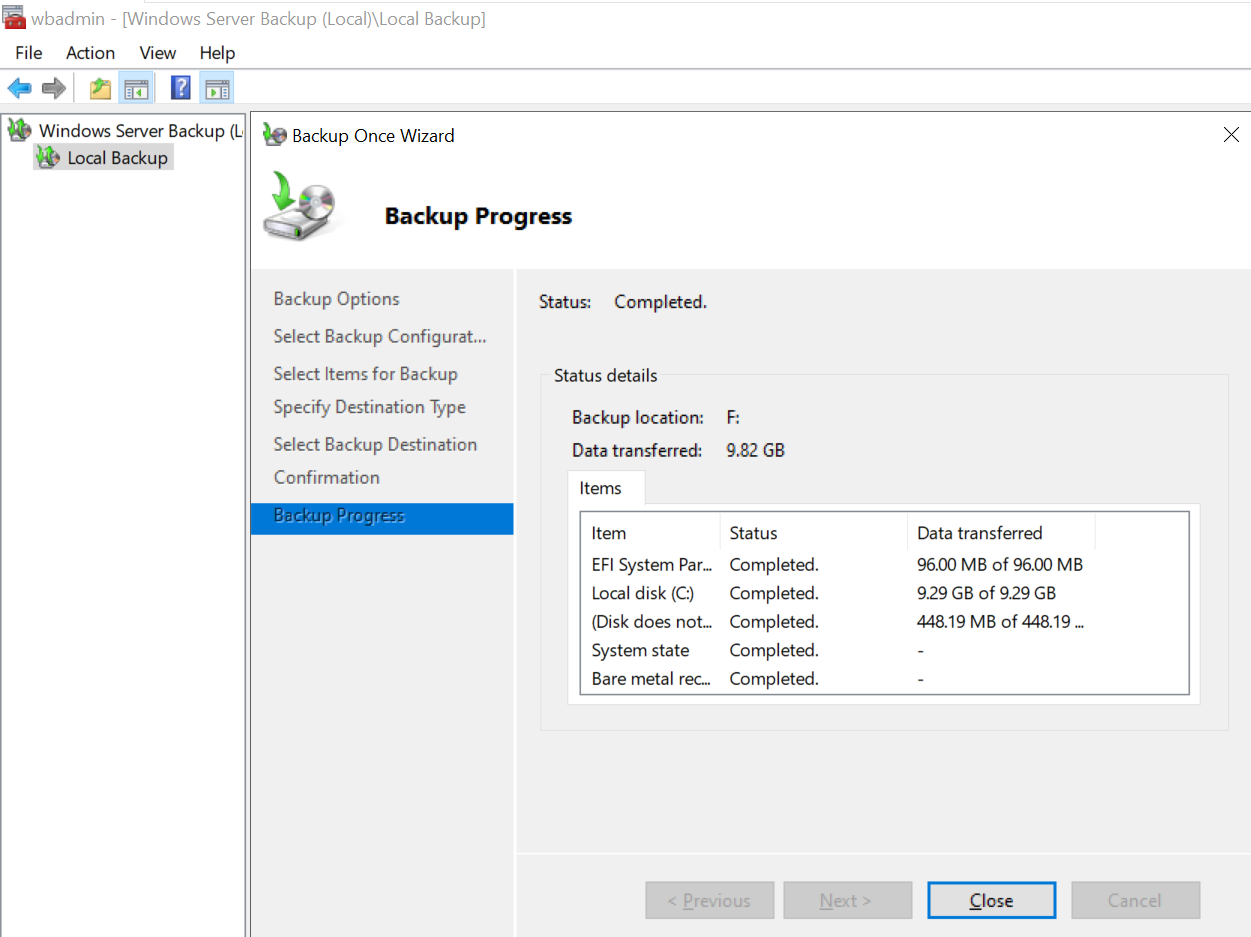 wbadmin - [Windows Server Backup (Local)\Local Backup]
File Action View Help
Windows Server Backup (L
Local Backup
Backup Once Wizard
Backup Progress
Backup Options
Select Backup Configurat...
Select Items for Backup
Specify Destination Type
Select Backup Destination
Confirmation
Backup Progress
Status: Completed.
Status details
Backup location: F:
Data transferred: 9.82 GB
Items
Item Status Data transferred
EFI System Par... Completed. 96.00 MB of 96.00 MB
Local disk (C:) Completed. 9.29 GB of 9.29 GB
(Disk does not... Completed. 448.19 MB of 448.19 ...
System state Completed. -
Bare metal rec... Completed. -
< Previous Next > Close Cancel